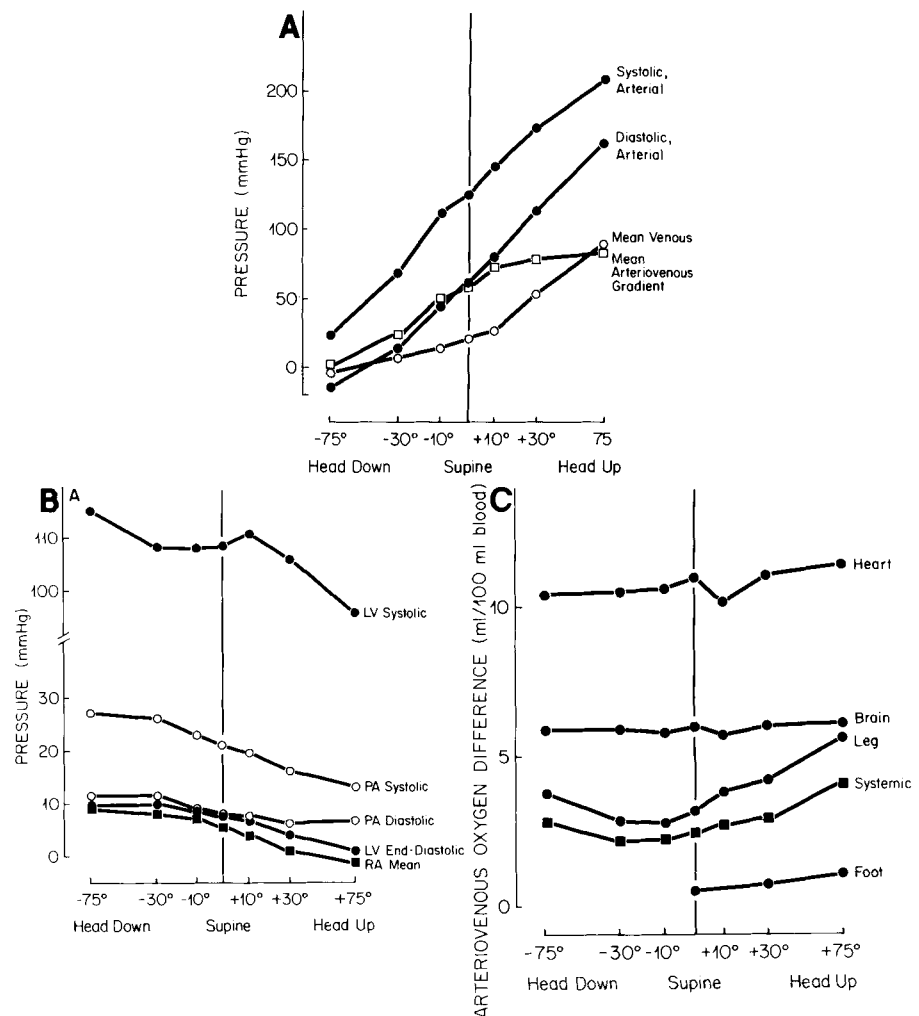 A
PRESSURE (mmHg)
200
150
100
50
0
Systolic,
Arterial
Diastolic,
Arterial
Mean Venous
Mean
Arteriovenous
Gradient
-75° -30° -10° +10° +30° 75
Head Down Supine Head Up
B A
PRESSURE (mmHg)
110
100
30
20
10
0
LV Systolic
PA Systolic
PA Diastolic
LV End-Diastolic
RA Mean
-75° -30° -10° +10° +30° +75°
Head Down Supine Head Up
C
ARTERIOVENOUS OXYGEN DIFFERENCE (ml/100 ml blood)
10
5
0
Heart
Brain
Leg
Systemic
Foot
-75° -30° -10° +10° +30° +75°
Head Down Supine Head Up